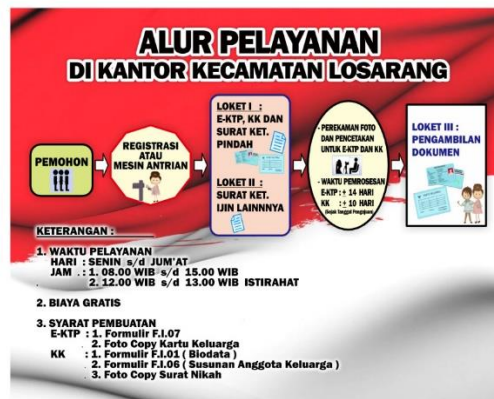 ALUR PELAYANAN
DI KANTOR KECAMATAN LOSARANG
PEMOHON
REGISTRASI
ATAU
MESIN ANTRIAN
LOKET I :
E-KTP, KK DAN
SURAT KET.
PINDAH
LOKET II :
SURAT KET.
IJIN LAINNNYA
- PEREKAMAN FOTO
DAN PENCETAKAN
UNTUK E-KTP DAN KK
- WAKTU PEMROSESAN
E-KTP : ± 14 HARI
KK : ± 10 HARI
(Sejak Tanggal Pengajuan)
LOKET III :
PENGAMBILAN
DOKUMEN
KETERANGAN :
1. WAKTU PELAYANAN
HARI : SENIN s/d JUM'AT
JAM . : 1. 08.00 WIB s/d 15.00 WIB
. 2. 12.00 WIB s/d 13.00 WIB ISTIRAHAT
2. BIAYA GRATIS
3. SYARAT PEMBUATAN
E-KTP : 1. Formulir F.I.07
. 2. Foto Copy Kartu Keluarga
KK : 1. Formulir F.I.01 ( Biodata )
. 2. Formulir F.I.06 ( Susunan Anggota Keluarga )
. 3. Foto Copy Surat Nikah